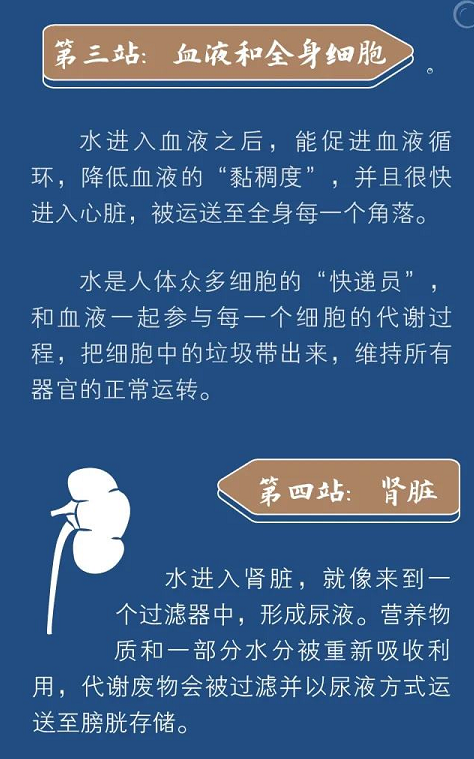 第三站：血液和全身细胞
水进入血液之后，能促进血液循
环，降低血液的“黏稠度”，并且很快
进入心脏，被运送至全身每一个角落。
水是人体众多细胞的“快递员”，
和血液一起参与每一个细胞的代谢过
程，把细胞中的垃圾带出来，维持所有
器官的正常运转。
第四站：肾脏
水进入肾脏，就像来到一
个过滤器中，形成尿液。营养物
质和一部分水分被重新吸收利
用，代谢废物会被过滤并以尿液方式运
送至膀胱存储。